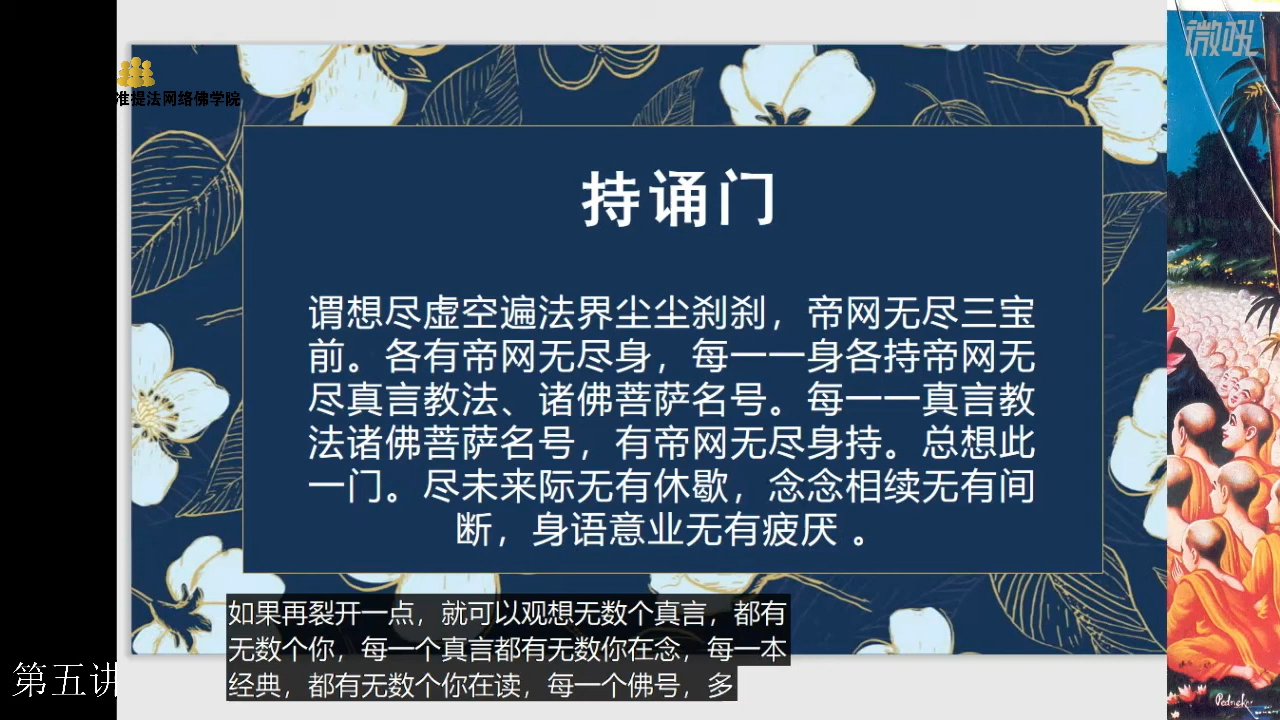 微吼
准提法网络佛学院
持诵门
谓想尽虚空遍法界尘尘刹刹，帝网无尽三宝
前。各有帝网无尽身，每一一身各持帝网无
尽真言教法、诸佛菩萨名号。每一一真言教
法诸佛菩萨名号，有帝网无尽身持。总想此
一门。尽未来际无有休歇，念念相续无有间
断，身语意业无有疲厌 。
如果再裂开一点，就可以观想无数个真言，都有
无数个你，每一个真言都有无数你在念，每一本
经典，都有无数个你在读，每一个佛号，多
第五讲